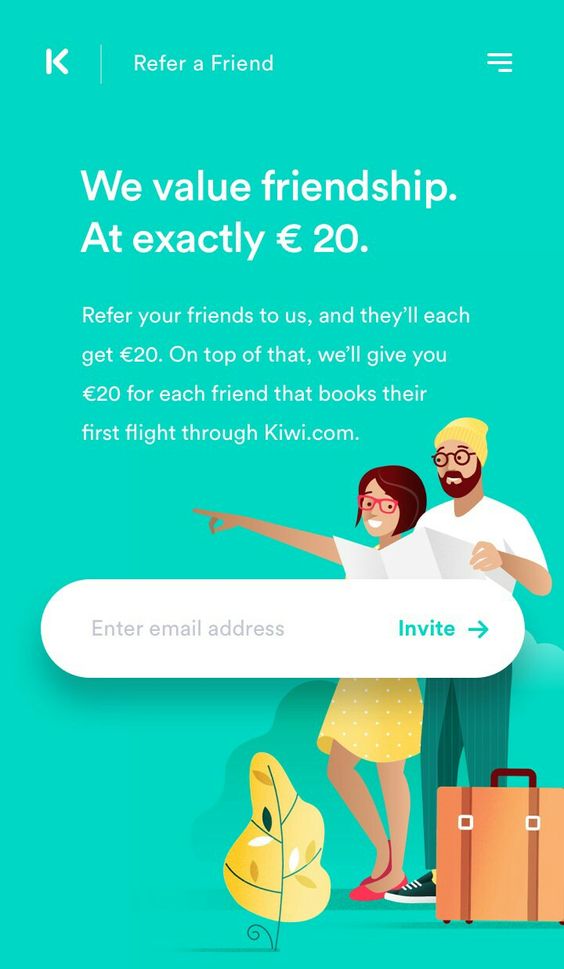 K
Refer a Friend
We value friendship.
At exactly € 20.
Refer your friends to us, and they’ll each
get €20. On top of that, we’ll give you
€20 for each friend that books their
first flight through Kiwi.com.
Enter email address
Invite →